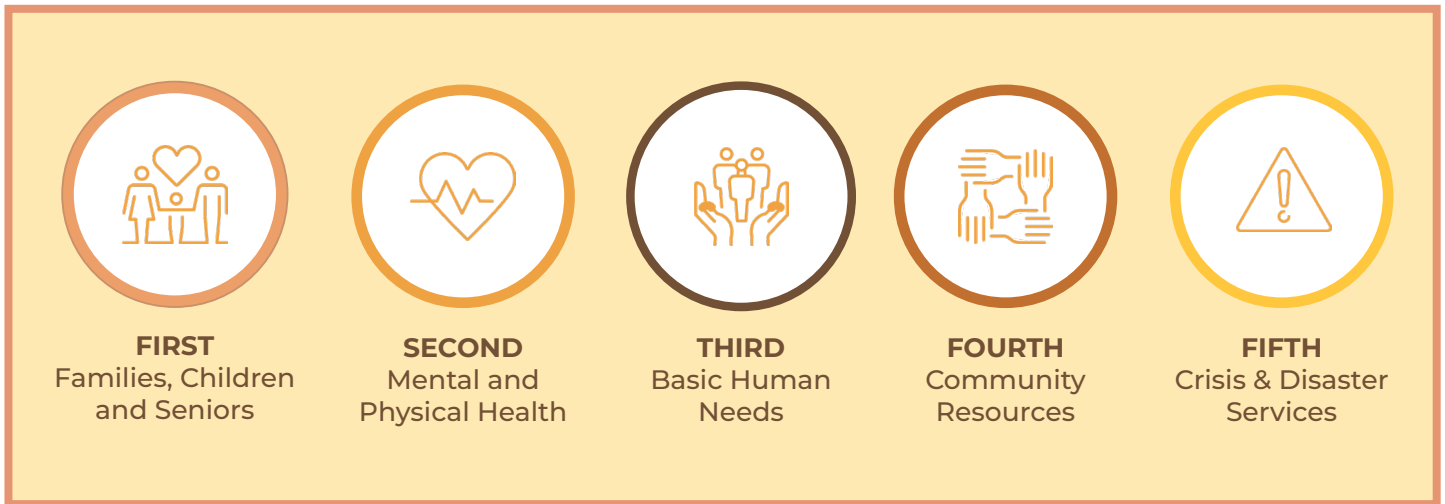 FIRST
Families, Children
and Seniors
SECOND
Mental and
Physical Health
THIRD
Basic Human
Needs
FOURTH
Community
Resources
FIFTH
Crisis & Disaster
Services